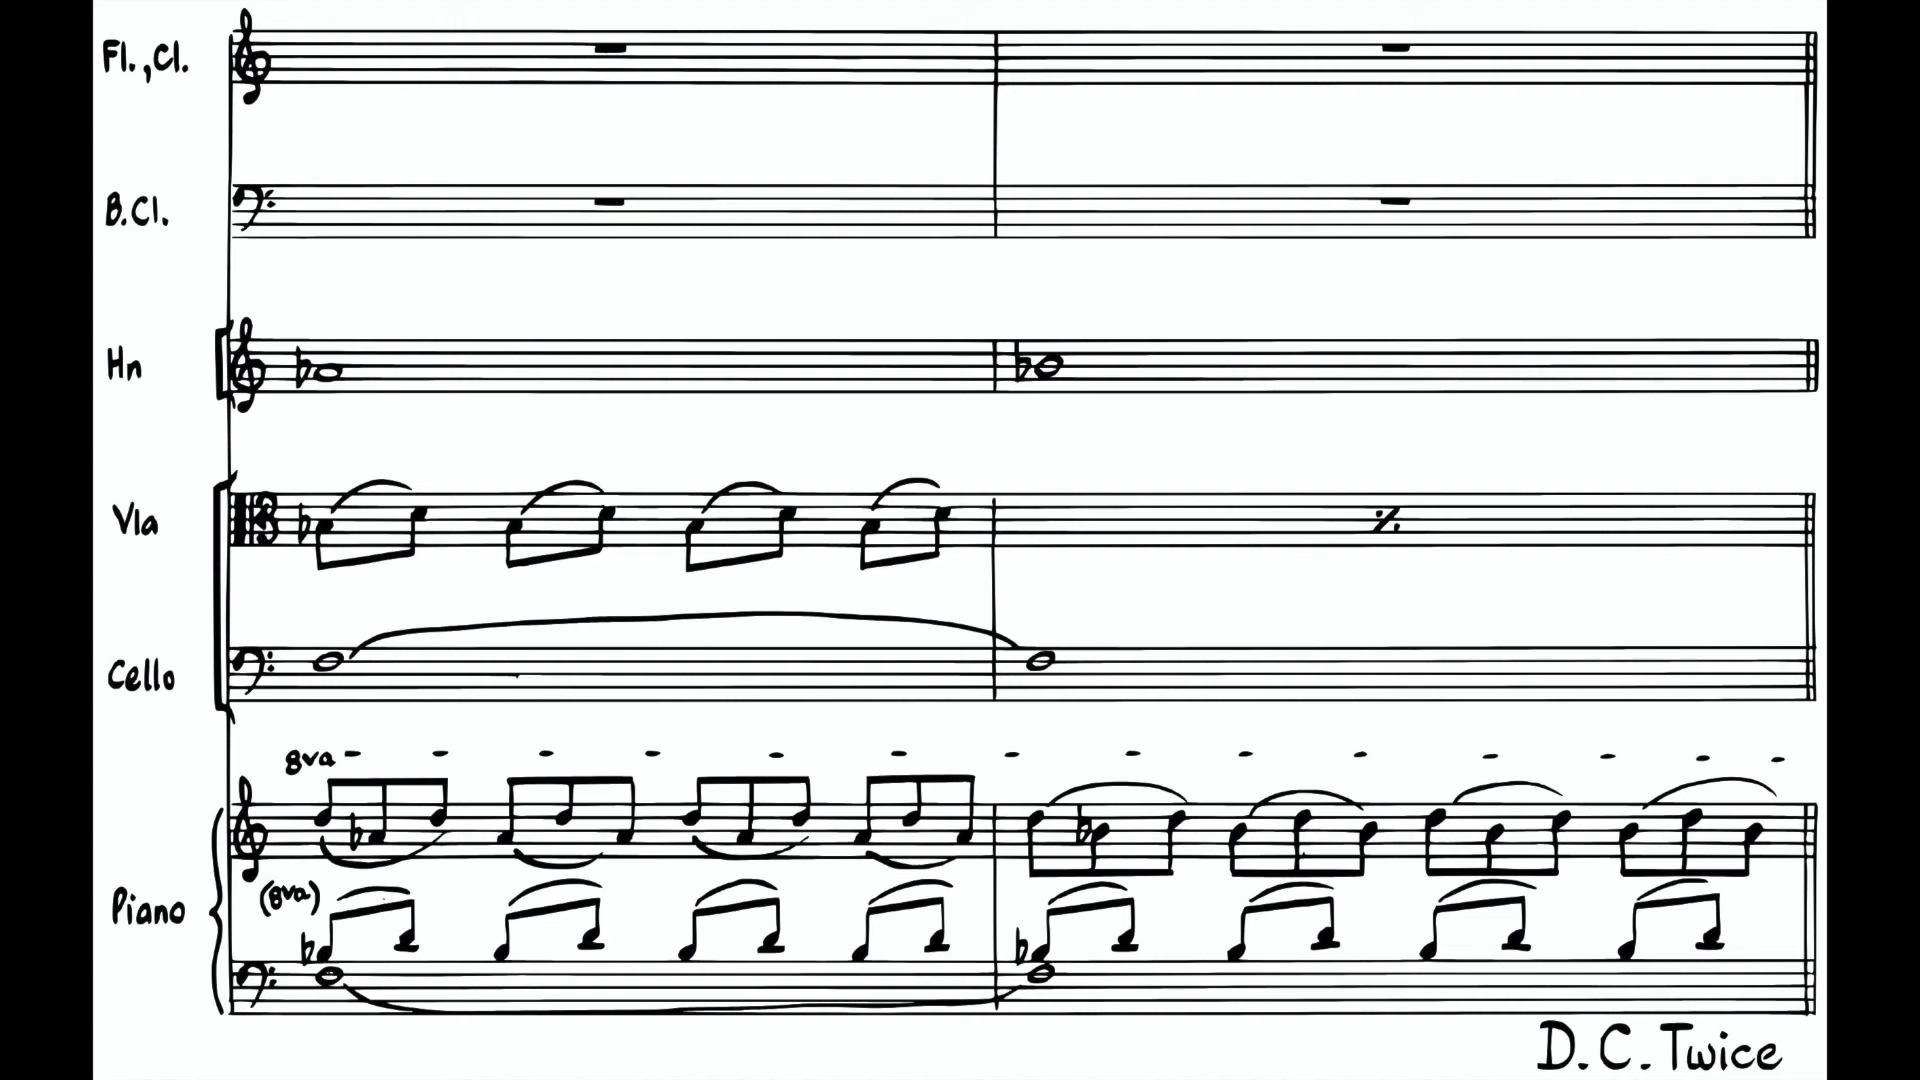 Fl.,Cl.
B.Cl.
Hn
Vla
Cello
8va
Piano
(8va)
D.C. Twice